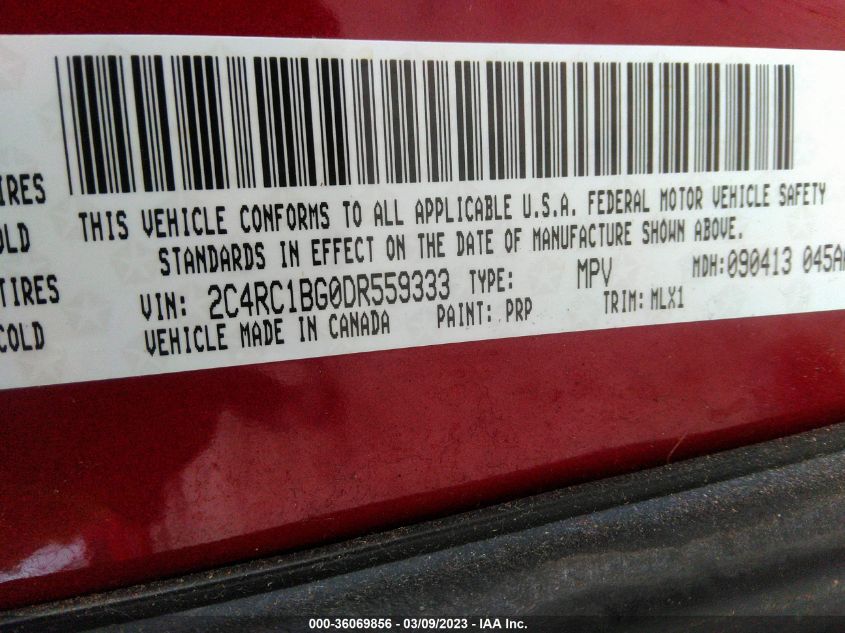 IRES
OLD
TIRES
COLD
THIS VEHICLE CONFORMS TO ALL APPLICABLE U.S.A. FEDERAL MOTOR VEHICLE SAFETY
STANDARDS IN EFFECT ON THE DATE OF MANUFACTURE SHOWN ABOVE.
VIN: 2C4RC1BG0DR559333 TYPE: MPV MDH:090413 045AA
VEHICLE MADE IN CANADA PAINT: PRP TRIM: MLX1
000-36069856 - 03/09/2023 - IAA Inc.